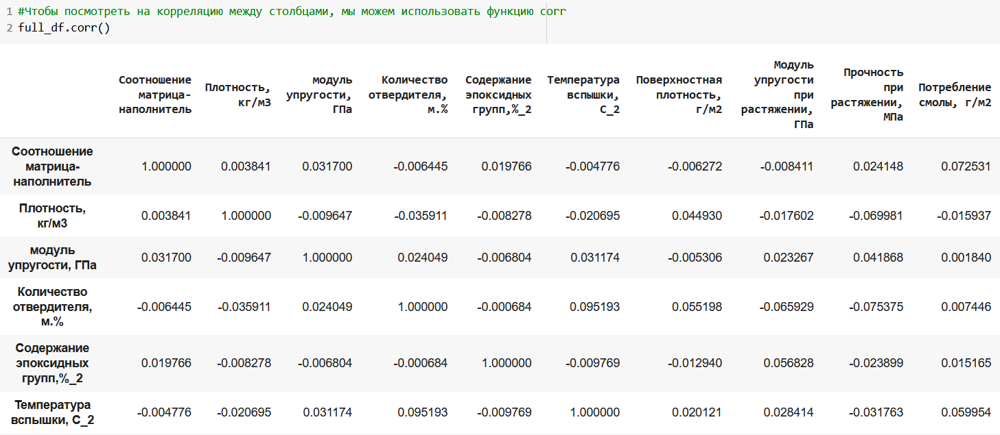 1 #Чтобы посмотреть на корреляцию между столбцами, мы можем использовать функцию corr
2 full_df.corr()
Соотношение матрица-наполнитель Плотность, кг/м3 модуль упругости, ГПа Количество отвердителя, м.% Содержание эпоксидных групп,%_2 Температура вспышки, С_2 Поверхностная плотность, г/м2 Модуль упругости при растяжении, ГПа Прочность при растяжении, МПа Потребление смолы, г/м2
Соотношение матрица-наполнитель 1.000000 0.003841 0.031700 -0.006445 0.019766 -0.004776 -0.006272 -0.008411 0.024148 0.072531
Плотность, кг/м3 0.003841 1.000000 -0.009647 -0.035911 -0.008278 -0.020695 0.044930 -0.017602 -0.069981 -0.015937
модуль упругости, ГПа 0.031700 -0.009647 1.000000 0.024049 -0.006804 0.031174 -0.005306 0.023267 0.041868 0.001840
Количество отвердителя, м.% -0.006445 -0.035911 0.024049 1.000000 -0.000684 0.095193 0.055198 -0.065929 -0.075375 0.007446
Содержание эпоксидных групп,%_2 0.019766 -0.008278 -0.006804 -0.000684 1.000000 -0.009769 -0.012940 0.056828 -0.023899 0.015165
Температура вспышки, С_2 -0.004776 -0.020695 0.031174 0.095193 -0.009769 1.000000 0.020121 0.028414 -0.031763 0.059954